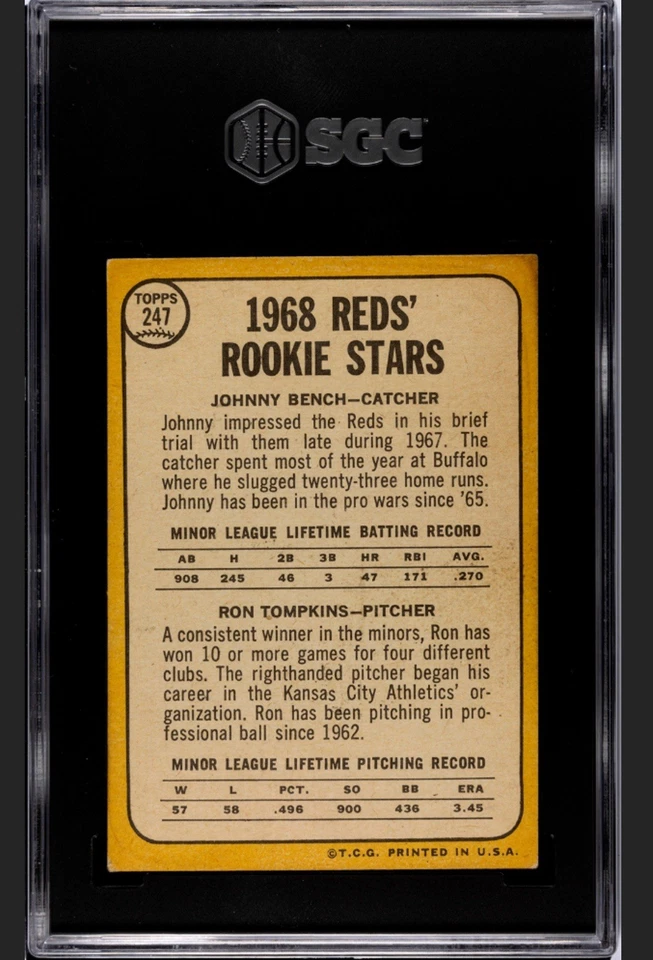 SGC
TOPPS
247
1968 REDS'
ROOKIE STARS
JOHNNY BENCH—CATCHER
Johnny impressed the Reds in his brief
trial with them late during 1967. The
catcher spent most of the year at Buffalo
where he slugged twenty-three home runs.
Johnny has been in the pro wars since '65.
MINOR LEAGUE LIFETIME BATTING RECORD
AB H 2B 3B HR RBI AVG.
908 245 46 3 47 171 .270
RON TOMPKINS—PITCHER
A consistent winner in the minors, Ron has
won 10 or more games for four different
clubs. The righthanded pitcher began his
career in the Kansas City Athletics' or-
ganization. Ron has been pitching in pro-
fessional ball since 1962.
MINOR LEAGUE LIFETIME PITCHING RECORD
W L PCT. SO BB ERA
57 58 .496 900 436 3.45
©T.C.G. PRINTED IN U.S.A.